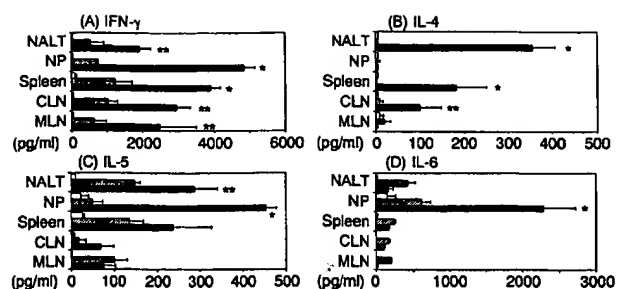 (A) IFN-γ
NALT **
NP *
Spleen *
CLN **
MLN **
(pg/ml) 0 2000 4000 6000
(B) IL-4
NALT *
NP
Spleen *
CLN **
MLN
(pg/ml) 0 100 200 300 400 500
(C) IL-5
NALT **
NP *
Spleen
CLN
MLN
(pg/ml) 0 100 200 300 400 500
(D) IL-6
NALT
NP *
Spleen
CLN
MLN
(pg/ml) 0 1000 2000 3000